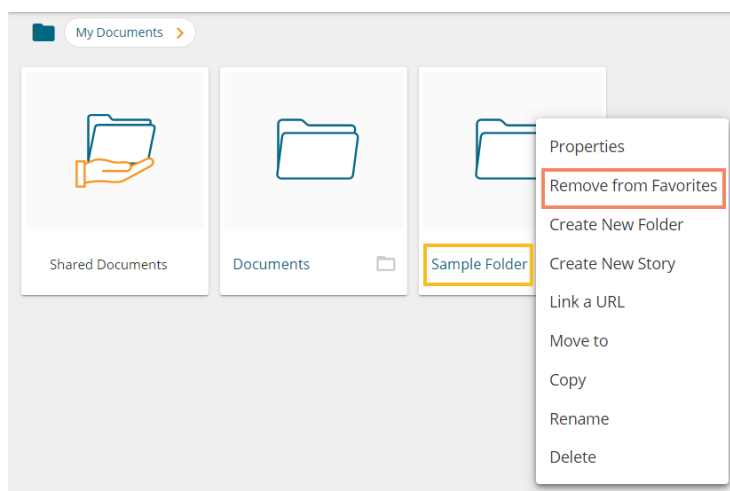 My Documents
Shared Documents
Documents
Sample Folder
Properties
Remove from Favorites
Create New Folder
Create New Story
Link a URL
Move to
Copy
Rename
Delete